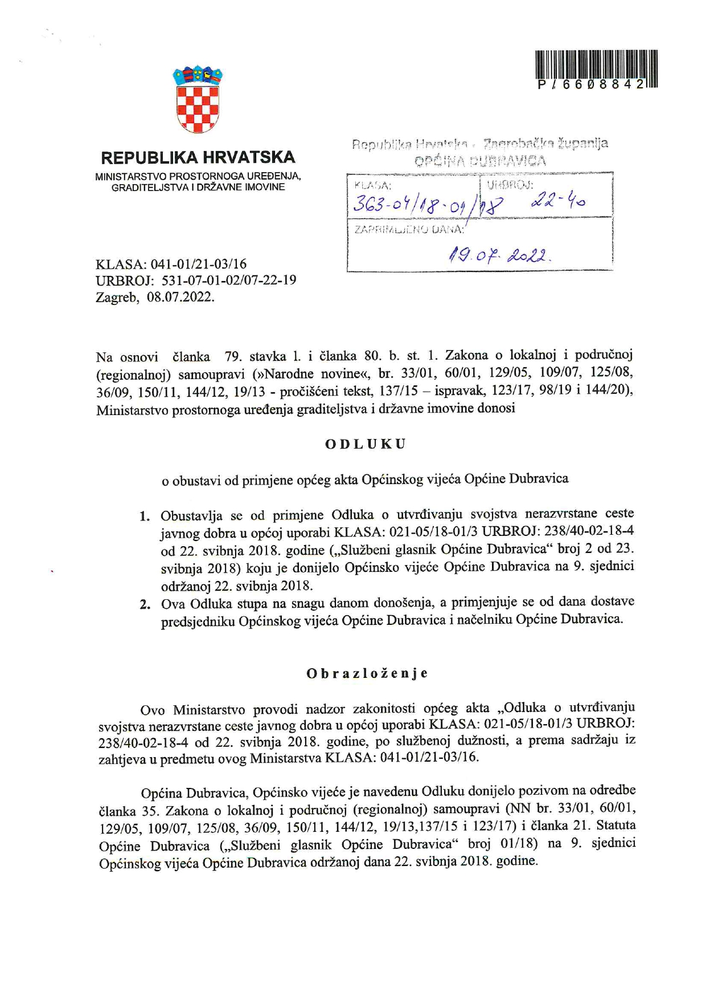 P/6608842
REPUBLIKA HRVATSKA
MINISTARSTVO PROSTORNOGA UREĐENJA,
GRADITELJSTVA I DRŽAVNE IMOVINE
Republika Hrvatska - Zagrebačka županija
OPĆINA DUBRAVICA
KLASA: URBROJ:
363-04/18-01/18 22-40
ZAPRIMLJENO DANA:
19.07.2022.
KLASA: 041-01/21-03/16
URBROJ: 531-07-01-02/07-22-19
Zagreb, 08.07.2022.
Na osnovi članka 79. stavka l. i članka 80. b. st. 1. Zakona o lokalnoj i područnoj
(regionalnoj) samoupravi (»Narodne novine«, br. 33/01, 60/01, 129/05, 109/07, 125/08,
36/09, 150/11, 144/12, 19/13 - pročišćeni tekst, 137/15 – ispravak, 123/17, 98/19 i 144/20),
Ministarstvo prostornoga uređenja graditeljstva i državne imovine donosi
O D L U K U
o obustavi od primjene općeg akta Općinskog vijeća Općine Dubravica
1. Obustavlja se od primjene Odluka o utvrđivanju svojstva nerazvrstane ceste
javnog dobra u općoj uporabi KLASA: 021-05/18-01/3 URBROJ: 238/40-02-18-4
od 22. svibnja 2018. godine („Službeni glasnik Općine Dubravica“ broj 2 od 23.
svibnja 2018) koju je donijelo Općinsko vijeće Općine Dubravica na 9. sjednici
održanoj 22. svibnja 2018.
2. Ova Odluka stupa na snagu danom donošenja, a primjenjuje se od dana dostave
predsjedniku Općinskog vijeća Općine Dubravica i načelniku Općine Dubravica.
O b r a z l o ž e n j e
Ovo Ministarstvo provodi nadzor zakonitosti općeg akta „Odluka o utvrđivanju
svojstva nerazvrstane ceste javnog dobra u općoj uporabi KLASA: 021-05/18-01/3 URBROJ:
238/40-02-18-4 od 22. svibnja 2018. godine, po službenoj dužnosti, a prema sadržaju iz
zahtjeva u predmetu ovog Ministarstva KLASA: 041-01/21-03/16.
Općina Dubravica, Općinsko vijeće je navedenu Odluku donijelo pozivom na odredbe
članka 35. Zakona o lokalnoj i područnoj (regionalnoj) samoupravi (NN br. 33/01, 60/01,
129/05, 109/07, 125/08, 36/09, 150/11, 144/12, 19/13,137/15 i 123/17) i članka 21. Statuta
Općine Dubravica („Službeni glasnik Općine Dubravica“ broj 01/18) na 9. sjednici
Općinskog vijeća Općine Dubravica održanoj dana 22. svibnja 2018. godine.